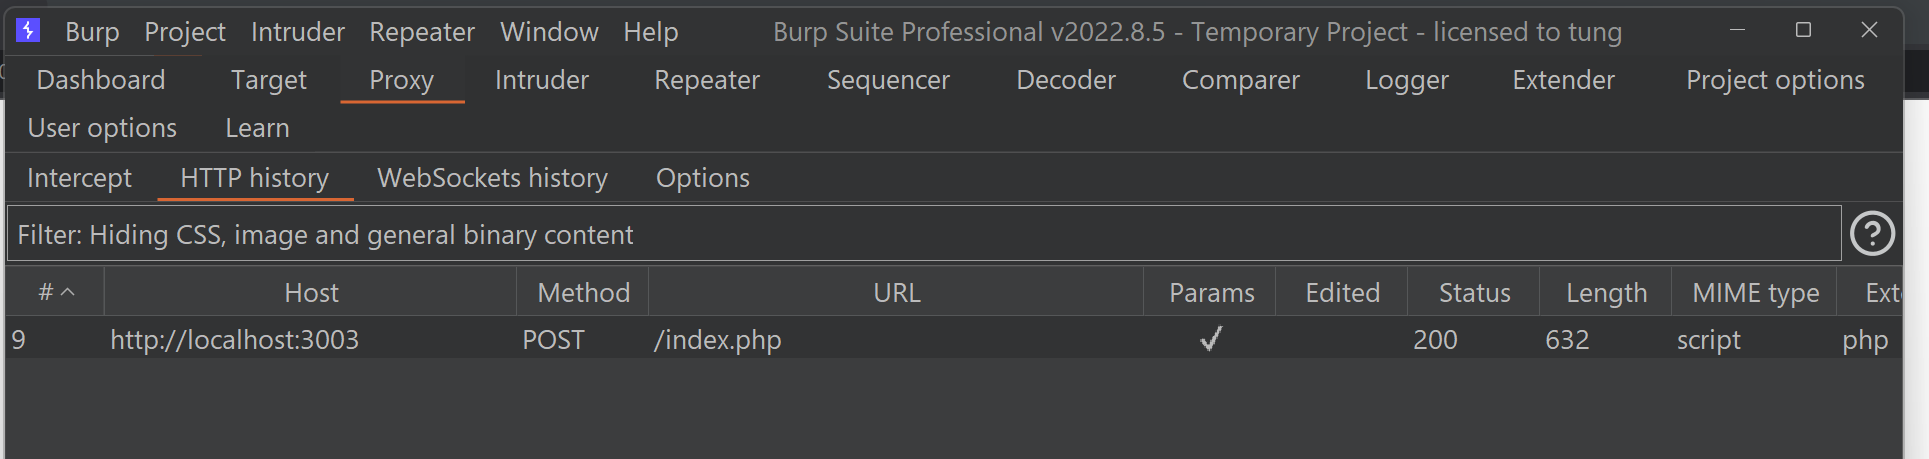 Burp Project Intruder Repeater Window Help Burp Suite Professional v2022.8.5 - Temporary Project - licensed to tung
Dashboard Target Proxy Intruder Repeater Sequencer Decoder Comparer Logger Extender Project options
User options Learn
Intercept HTTP history WebSockets history Options
Filter: Hiding CSS, image and general binary content
# Host Method URL Params Edited Status Length MIME type
9 http://localhost:3003 POST /index.php ✓ 200 632 script php